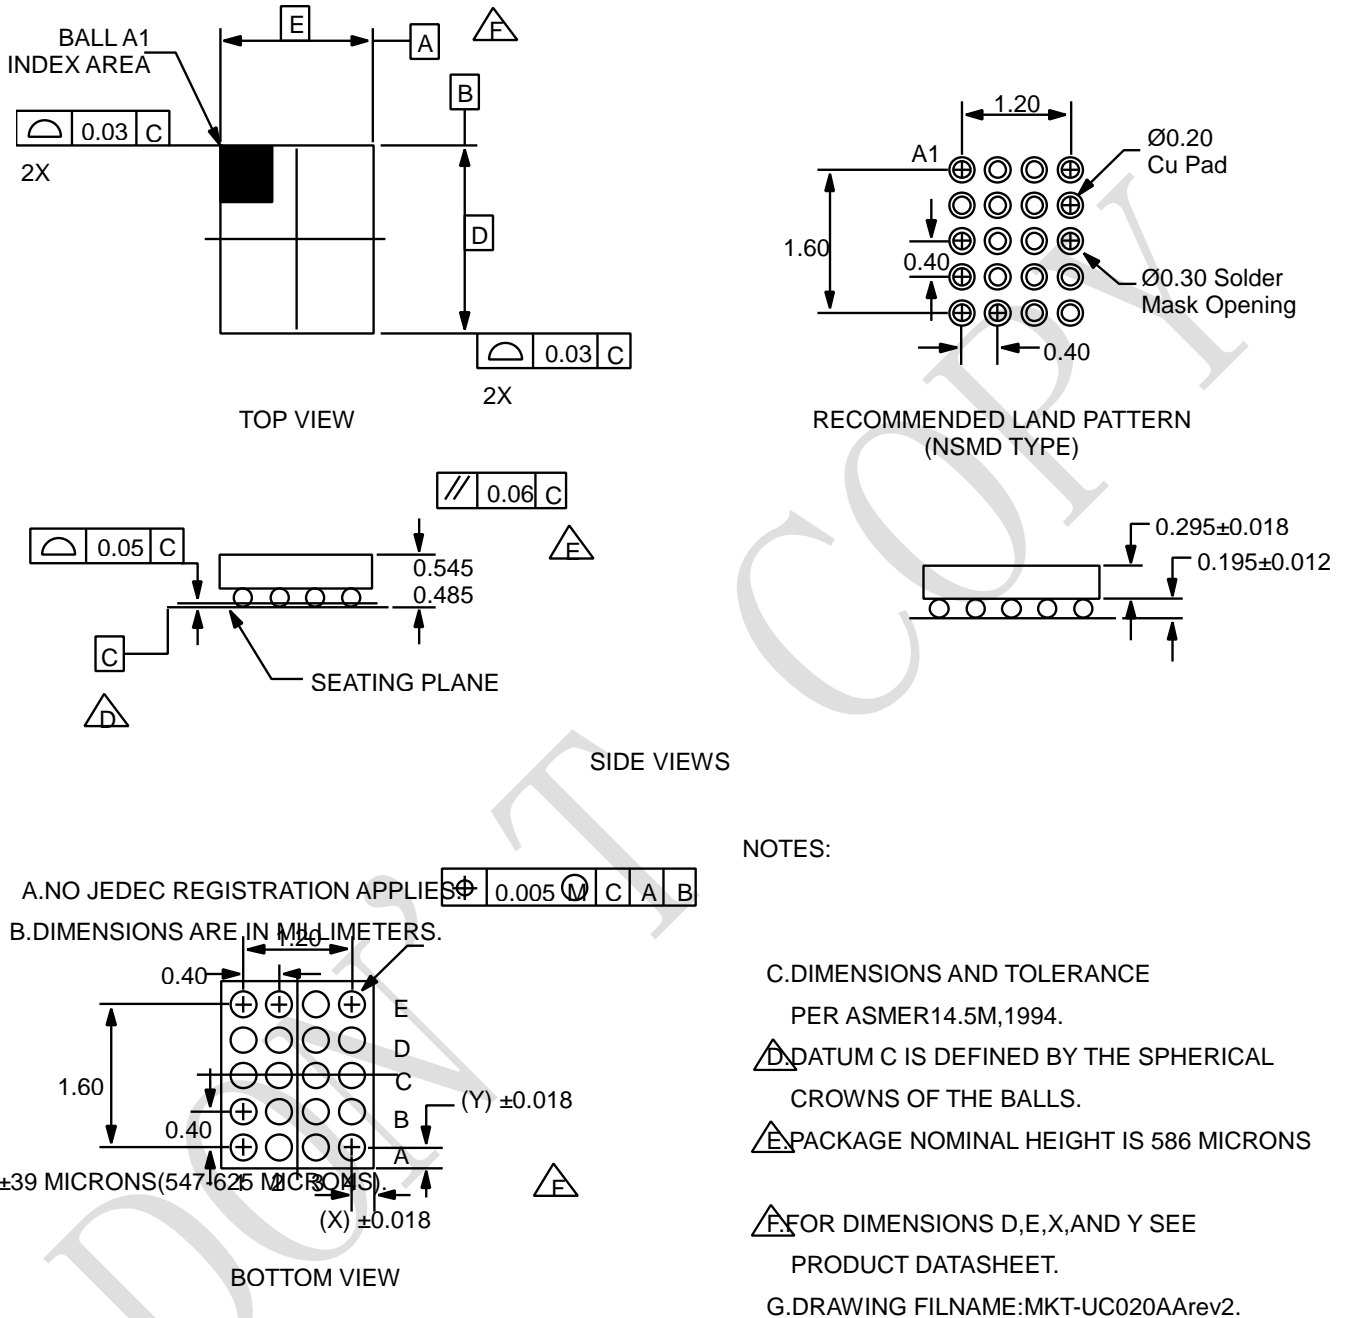 E
F
BALL A1
INDEX AREA
A
B
0.03 C
2X
D
0.03 C
2X
TOP VIEW
1.20
A1
Ø0.20
Cu Pad
1.60
0.40
Ø0.30 Solder
Mask Opening
0.40
RECOMMENDED LAND PATTERN
(NSMD TYPE)
0.06 C
0.05 C
E
0.545
0.485
C
SEATING PLANE
D
0.295±0.018
0.195±0.012
SIDE VIEWS
NOTES:
A.NO JEDEC REGISTRATION APPLIES.
0.005 M C A B
B.DIMENSIONS ARE IN MILLIMETERS.
1.20
0.40
E
D
C
B
A
1.60
0.40
(Y) ±0.018
±39 MICRONS(547-625 MICRONS).
1 2 3 4
F
(X) ±0.018
BOTTOM VIEW
C.DIMENSIONS AND TOLERANCE
PER ASMER14.5M,1994.
D.DATUM C IS DEFINED BY THE SPHERICAL
CROWNS OF THE BALLS.
E.PACKAGE NOMINAL HEIGHT IS 586 MICRONS
F.FOR DIMENSIONS D,E,X,AND Y SEE
PRODUCT DATASHEET.
G.DRAWING FILNAME:MKT-UC020AArev2.
DON'T COPY